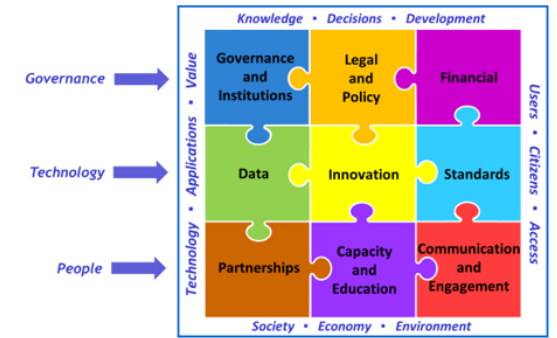 Knowledge • Decisions • Development
Governance
Technology
People
Technology • Applications • Value
Governance
and
Institutions
Legal
and
Policy
Financial
Data
Innovation
Standards
Partnerships
Capacity
and
Education
Communication
and
Engagement
Users • Citizens • Access
Society • Economy • Environment